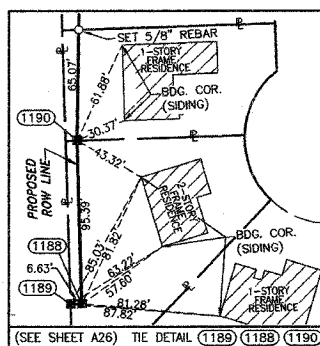 SET 5/8" REBAR
65.07'
61.88'
1-STORY
FRAME
RESIDENCE
BDG. COR.
(SIDING)
30.37'
1190
43.32'
PROPOSED
ROW LINE
95.39'
2-STORY
FRAME
RESIDENCE
BDG. COR.
(SIDING)
1188
85.03'
81.82'
6.63'
63.22'
57.60'
1189
81.28'
87.82'
1-STORY
FRAME
RESIDENCE
(SEE SHEET A26) TIE DETAIL 1189 1188 1190